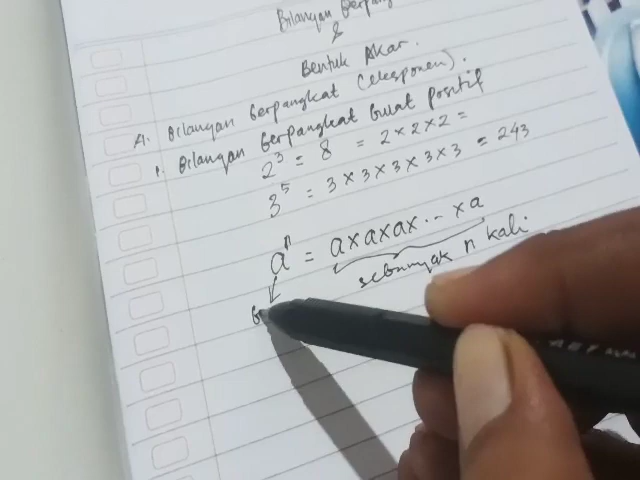 Bilangan Berpang
&
Bentuk Akar.
A. Bilangan Berpangkat (eksponen).
1. Bilangan Berpangkat bulat positif
2³ = 8 = 2 × 2 × 2 =
3⁵ = 3 × 3 × 3 × 3 × 3 = 243
aⁿ = a×a×a×...×a
sebanyak n kali